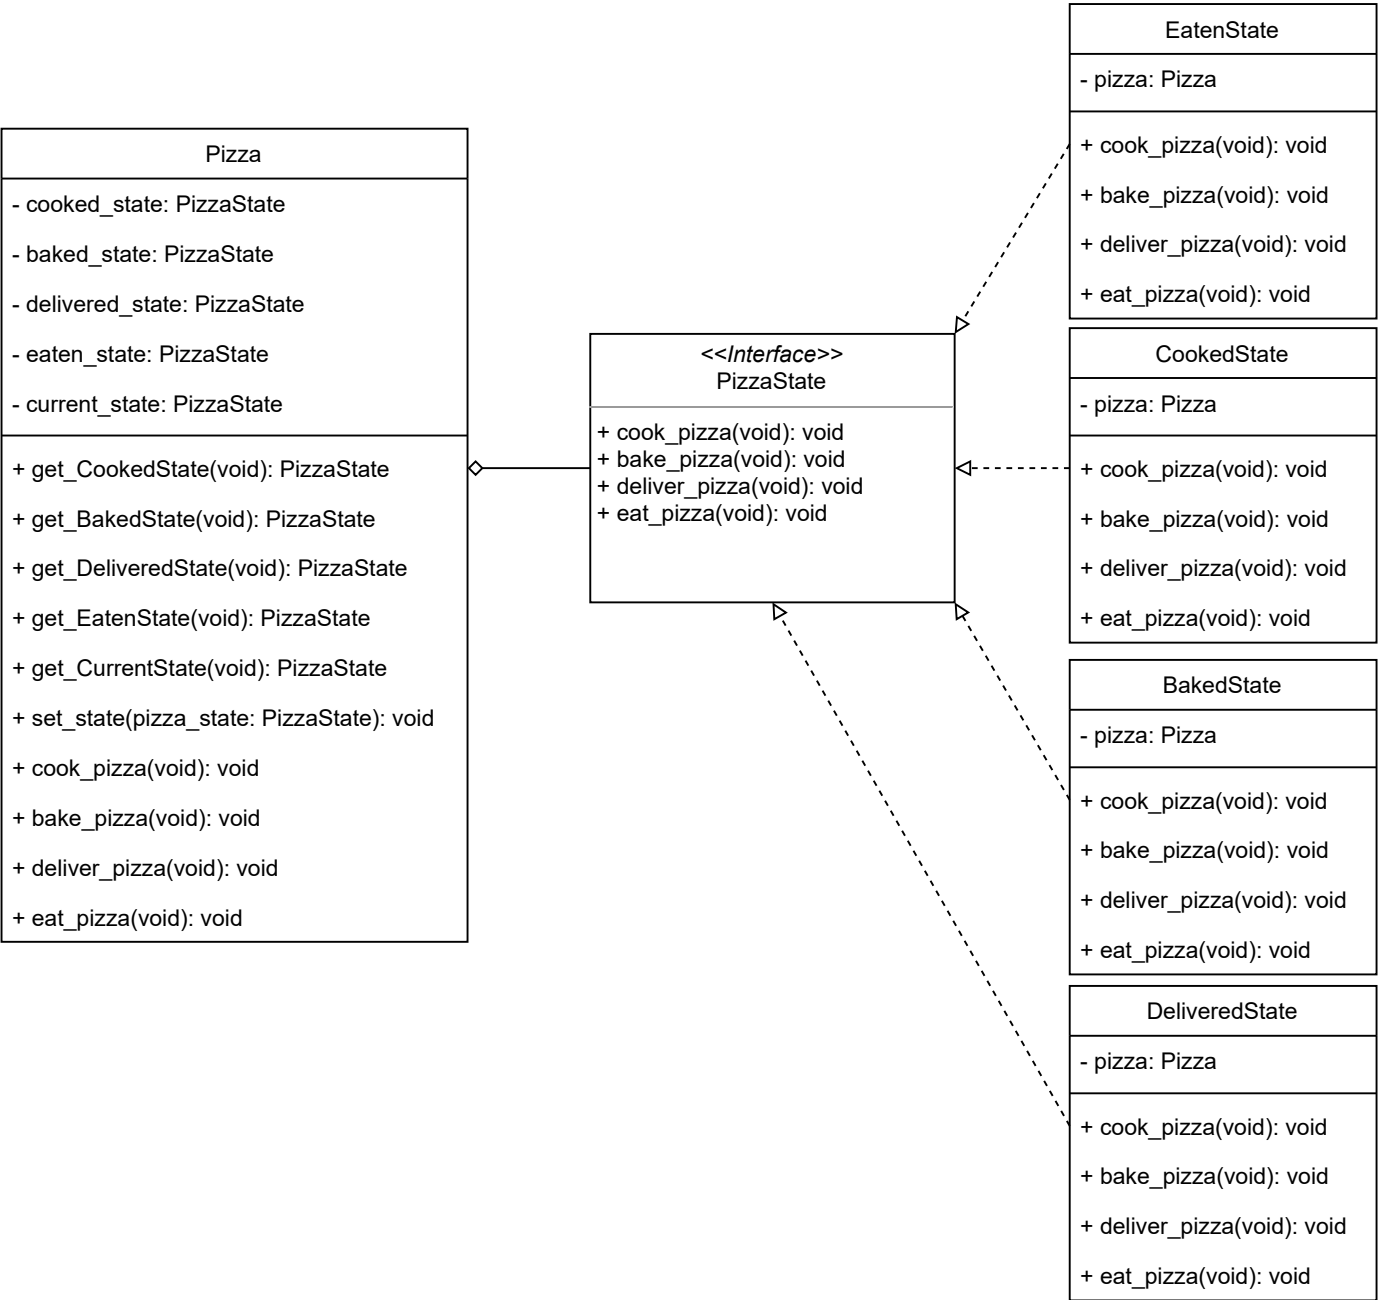 Pizza
- cooked_state: PizzaState
- baked_state: PizzaState
- delivered_state: PizzaState
- eaten_state: PizzaState
- current_state: PizzaState
+ get_CookedState(void): PizzaState
+ get_BakedState(void): PizzaState
+ get_DeliveredState(void): PizzaState
+ get_EatenState(void): PizzaState
+ get_CurrentState(void): PizzaState
+ set_state(pizza_state: PizzaState): void
+ cook_pizza(void): void
+ bake_pizza(void): void
+ deliver_pizza(void): void
+ eat_pizza(void): void
<<Interface>>
PizzaState
+ cook_pizza(void): void
+ bake_pizza(void): void
+ deliver_pizza(void): void
+ eat_pizza(void): void
EatenState
- pizza: Pizza
+ cook_pizza(void): void
+ bake_pizza(void): void
+ deliver_pizza(void): void
+ eat_pizza(void): void
CookedState
- pizza: Pizza
+ cook_pizza(void): void
+ bake_pizza(void): void
+ deliver_pizza(void): void
+ eat_pizza(void): void
BakedState
- pizza: Pizza
+ cook_pizza(void): void
+ bake_pizza(void): void
+ deliver_pizza(void): void
+ eat_pizza(void): void
DeliveredState
- pizza: Pizza
+ cook_pizza(void): void
+ bake_pizza(void): void
+ deliver_pizza(void): void
+ eat_pizza(void): void